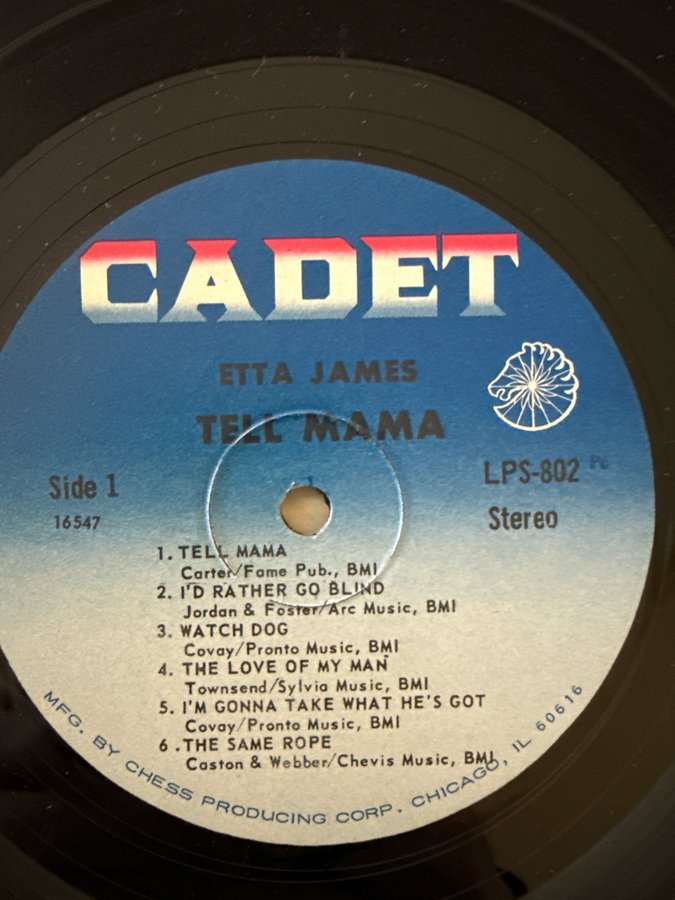 CADET
ETTA JAMES
TELL MAMA
Side 1
LPS-802
16547
Stereo
1. TELL MAMA
Carter/Fame Pub., BMI
2. I'D RATHER GO BLIND
Jordan & Foster/Arc Music, BMI
3. WATCH DOG
Covay/Pronto Music, BMI
4. THE LOVE OF MY MAN
Townsend/Sylvia Music, BMI
5. I'M GONNA TAKE WHAT HE'S GOT
Covay/Pronto Music, BMI
6. THE SAME ROPE
Caston & Webber/Chevis Music, BMI
MFG. BY CHESS PRODUCING CORP. CHICAGO, IL 60616